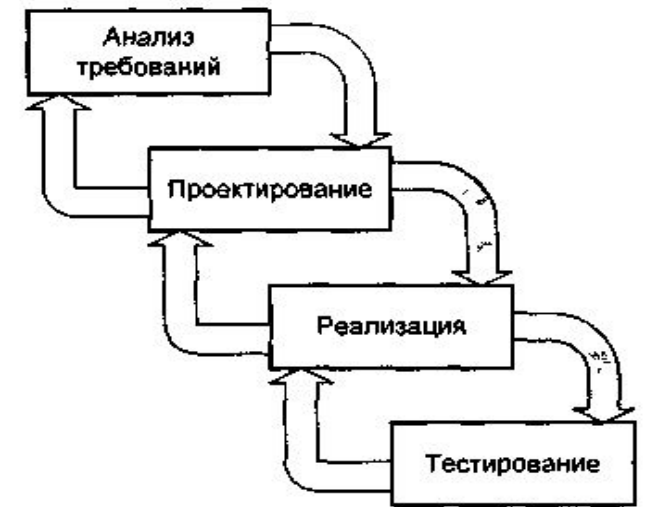 Анализ
требований
Проектирование
Реализация
Тестирование